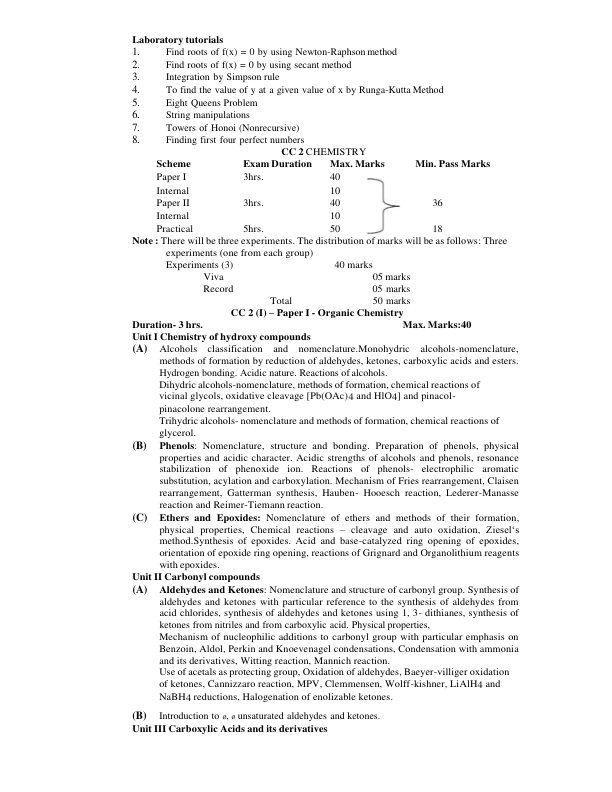 Laboratory tutorials
1. Find roots of f(x) = 0 by using Newton-Raphson method
2. Find roots of f(x) = 0 by using secant method
3. Integration by Simpson rule
4. To find the value of y at a given value of x by Runga-Kutta Method
5. Eight Queens Problem
6. String manipulations
7. Towers of Honoi (Nonrecursive)
8. Finding first four perfect numbers
CC 2 CHEMISTRY
Scheme Exam Duration Max. Marks Min. Pass Marks
Paper I 3hrs. 40
Internal 10
Paper II 3hrs. 40 36
Internal 10
Practical 5hrs. 50 18
Note : There will be three experiments. The distribution of marks will be as follows: Three
experiments (one from each group)
Experiments (3) 40 marks
Viva 05 marks
Record 05 marks
Total 50 marks
CC 2 (I) – Paper I - Organic Chemistry
Duration- 3 hrs. Max. Marks:40
Unit I Chemistry of hydroxy compounds
(A) Alcohols classification and nomenclature.Monohydric alcohols-nomenclature,
methods of formation by reduction of aldehydes, ketones, carboxylic acids and esters.
Hydrogen bonding. Acidic nature. Reactions of alcohols.
Dihydric alcohols-nomenclature, methods of formation, chemical reactions of
vicinal glycols, oxidative cleavage [Pb(OAc)4 and HlO4] and pinacol-
pinacolone rearrangement.
Trihydric alcohols- nomenclature and methods of formation, chemical reactions of
glycerol.
(B) Phenols: Nomenclature, structure and bonding. Preparation of phenols, physical
properties and acidic character. Acidic strengths of alcohols and phenols, resonance
stabilization of phenoxide ion. Reactions of phenols- electrophilic aromatic
substitution, acylation and carboxylation. Mechanism of Fries rearrangement, Claisen
rearrangement, Gatterman synthesis, Hauben- Hooesch reaction, Lederer-Manasse
reaction and Reimer-Tiemann reaction.
(C) Ethers and Epoxides: Nomenclature of ethers and methods of their formation,
physical properties, Chemical reactions – cleavage and auto oxidation, Ziesel‘s
method.Synthesis of epoxides. Acid and base-catalyzed ring opening of epoxides,
orientation of epoxide ring opening, reactions of Grignard and Organolithium reagents
with epoxides.
Unit II Carbonyl compounds
(A) Aldehydes and Ketones: Nomenclature and structure of carbonyl group. Synthesis of
aldehydes and ketones with particular reference to the synthesis of aldehydes from
acid chlorides, synthesis of aldehydes and ketones using 1, 3- dithianes, synthesis of
ketones from nitriles and from carboxylic acid. Physical properties,
Mechanism of nucleophilic additions to carbonyl group with particular emphasis on
Benzoin, Aldol, Perkin and Knoevenagel condensations, Condensation with ammonia
and its derivatives, Witting reaction, Mannich reaction.
Use of acetals as protecting group, Oxidation of aldehydes, Baeyer-villiger oxidation
of ketones, Cannizzaro reaction, MPV, Clemmensen, Wolff-kishner, LiAlH4 and
NaBH4 reductions, Halogenation of enolizable ketones.
(B) Introduction to unsaturated aldehydes and ketones.
Unit III Carboxylic Acids and its derivatives